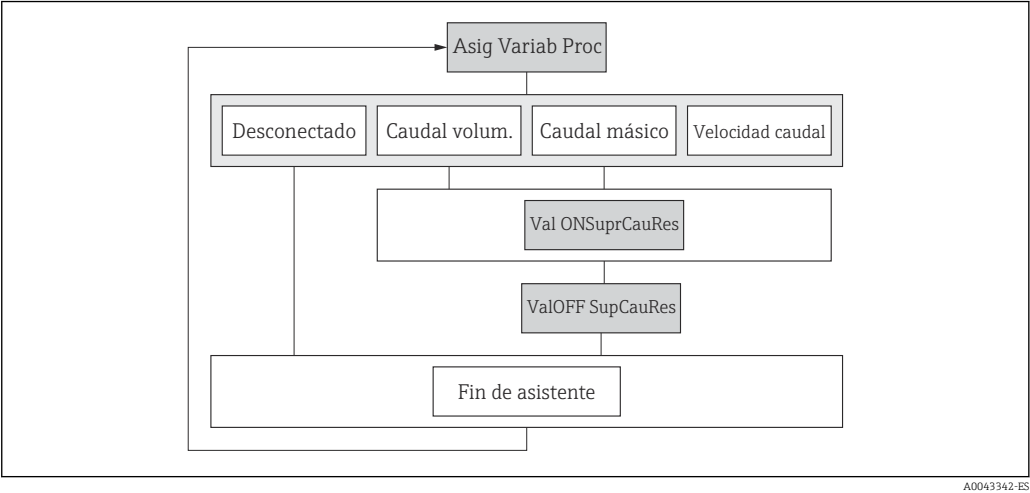 Asig Variab Proc
Desconectado
Caudal volum.
Caudal másico
Velocidad caudal
Val ONSuprCauRes
ValOFF SupCauRes
Fin de asistente
A0043342-ES